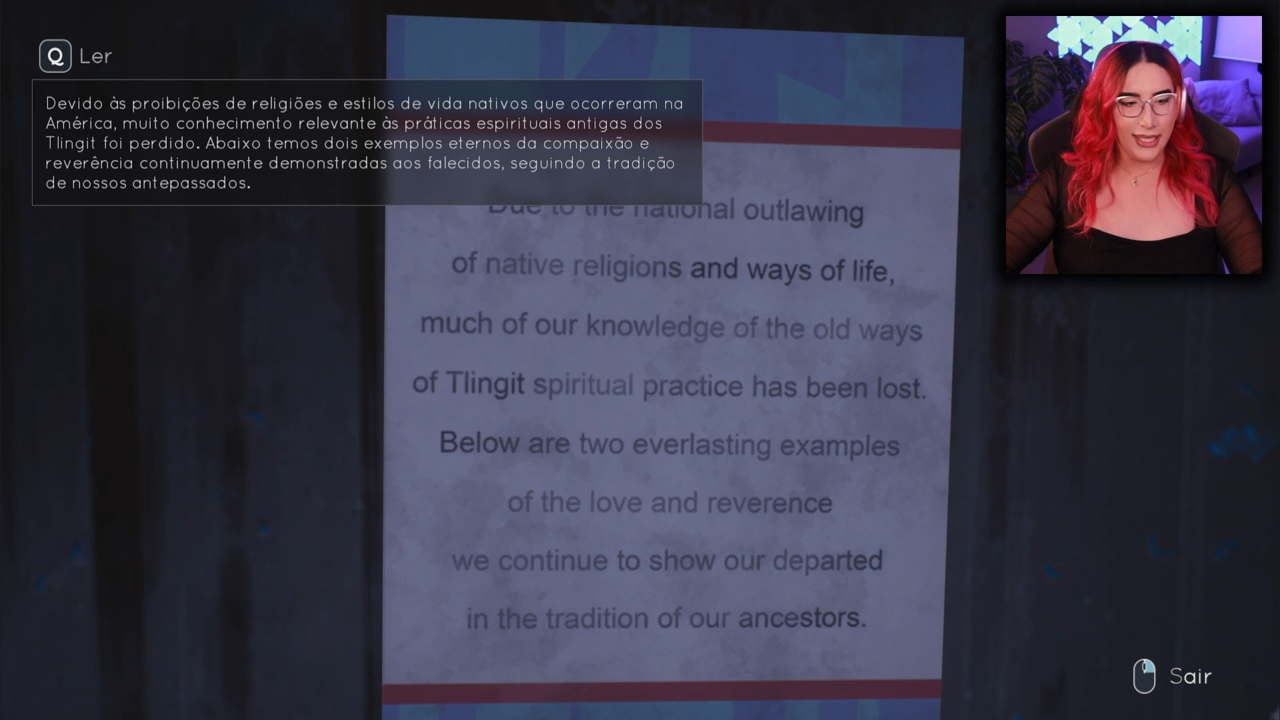 Q Ler
Devido às proibições de religiões e estilos de vida nativos que ocorreram na
América, muito conhecimento relevante às práticas espirituais antigas dos
Tlingit foi perdido. Abaixo temos dois exemplos eternos da compaixão e
reverência continuamente demonstradas aos falecidos, seguindo a tradição
de nossos antepassados.
Due to the national outlawing
of native religions and ways of life,
much of our knowledge of the old ways
of Tlingit spiritual practice has been lost.
Below are two everlasting examples
of the love and reverence
we continue to show our departed
in the tradition of our ancestors.
Sair